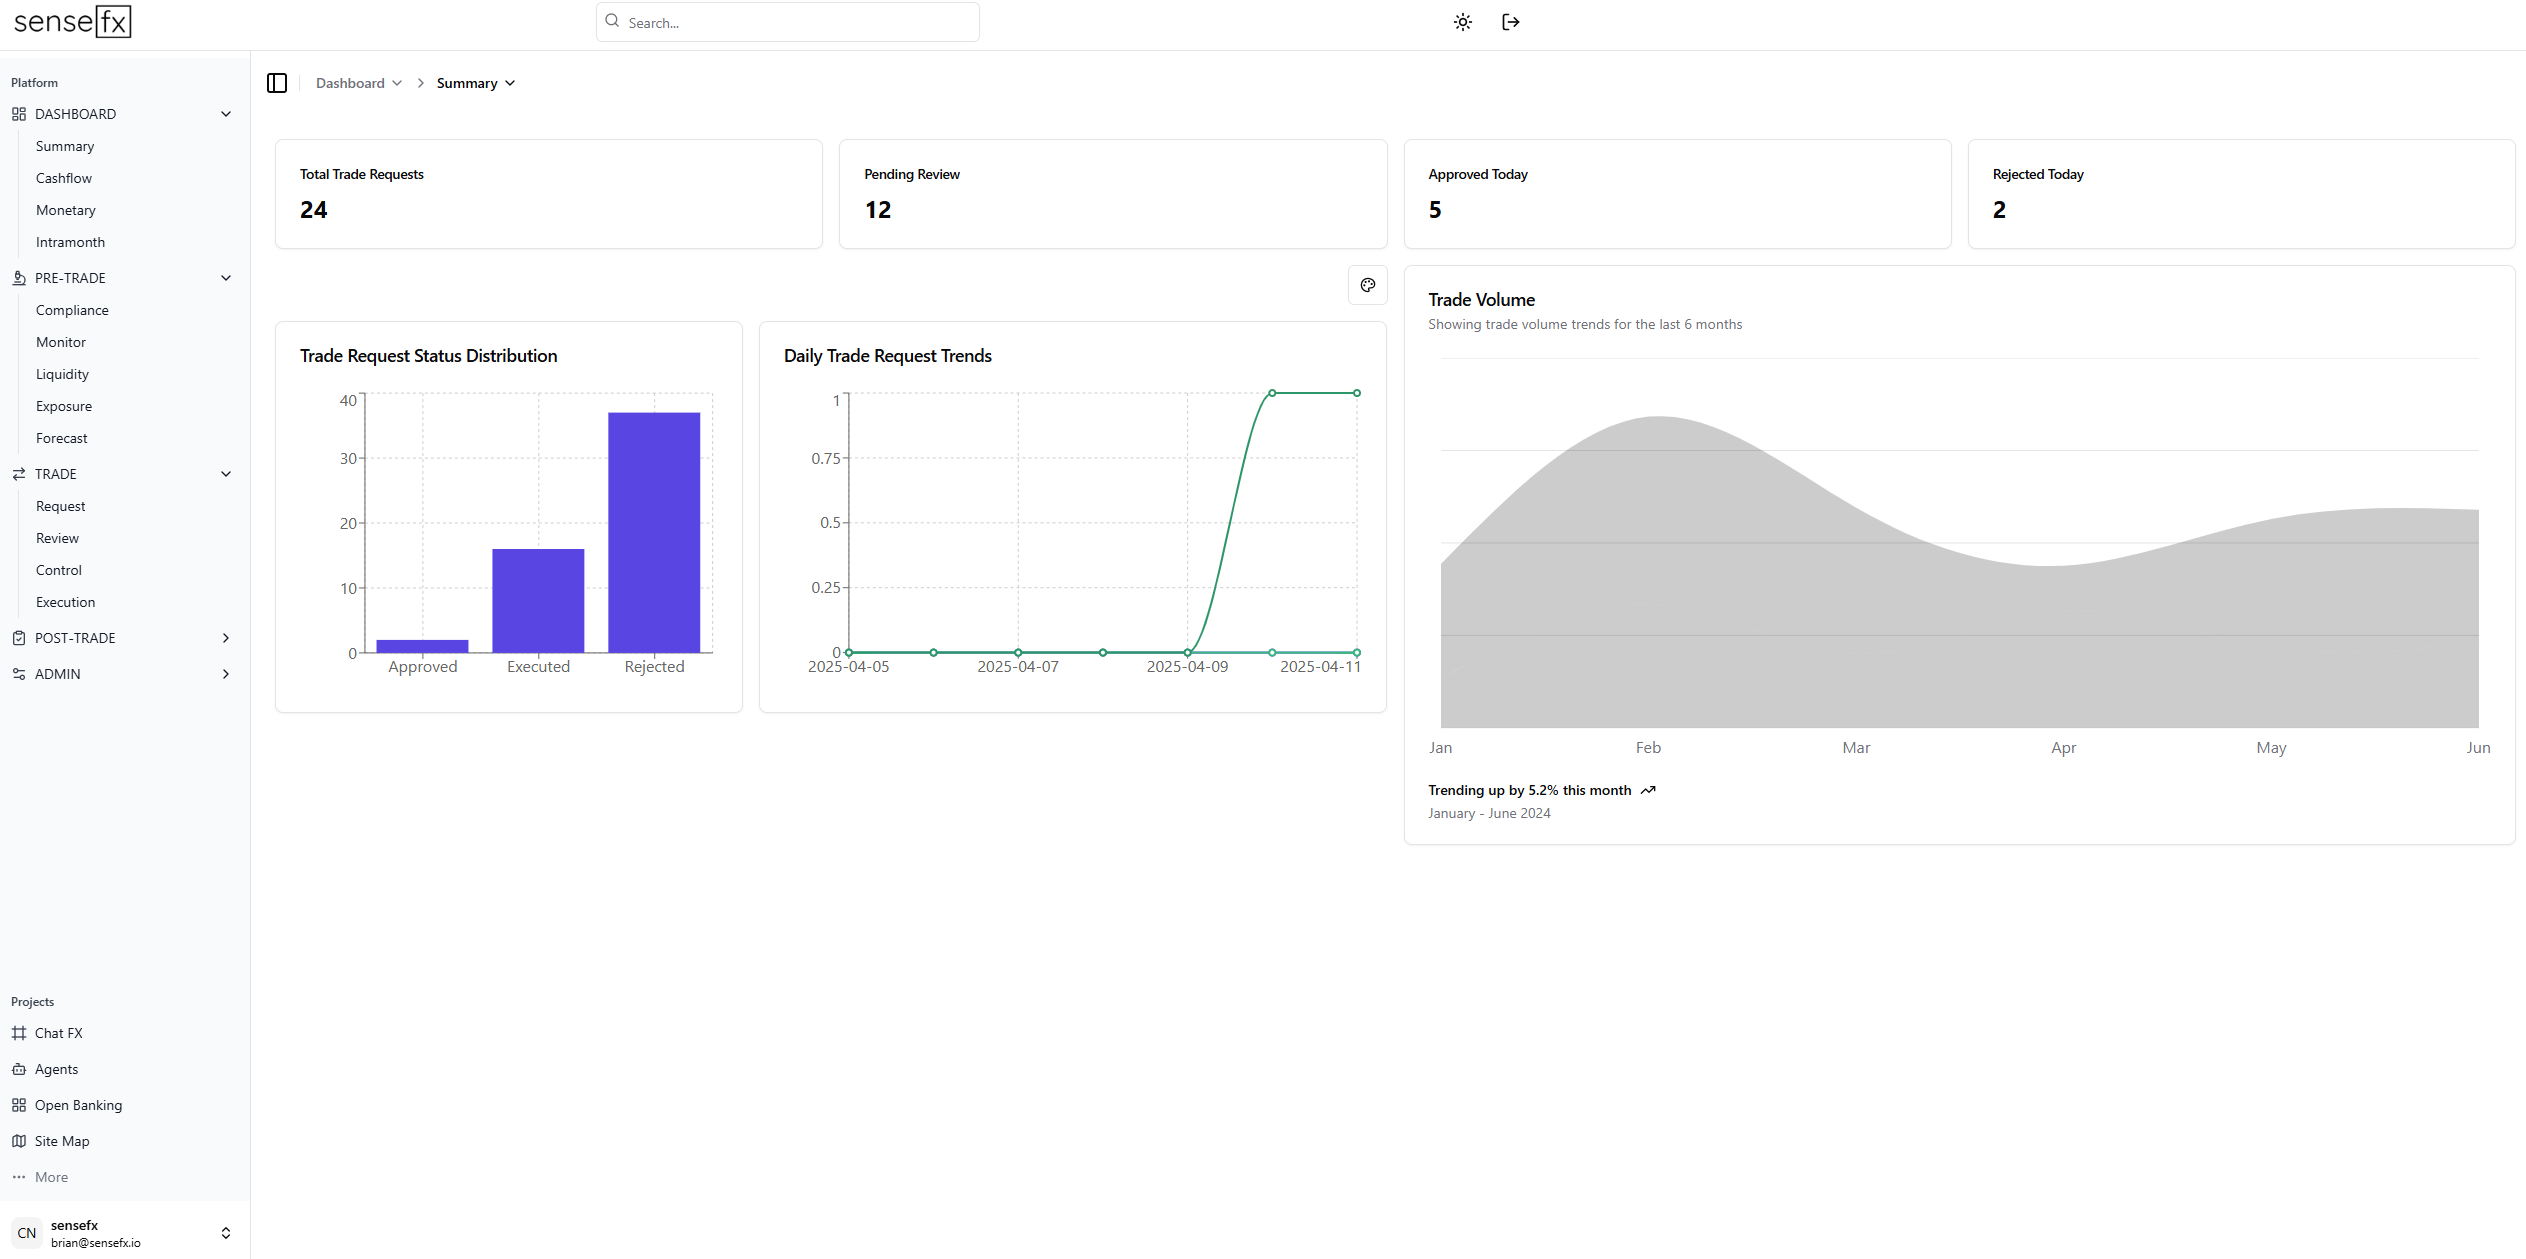 sensefx
Search...
Platform
DASHBOARD
Summary
Cashflow
Monetary
Intramonth
PRE-TRADE
Compliance
Monitor
Liquidity
Exposure
Forecast
TRADE
Request
Review
Control
Execution
POST-TRADE
ADMIN
Projects
Chat FX
Agents
Open Banking
Site Map
More
CN
sensefx
brian@sensefx.io
Dashboard
Summary
Total Trade Requests
24
Pending Review
12
Approved Today
5
Rejected Today
2
Trade Request Status Distribution
40
30
20
10
0
Approved Executed Rejected
Daily Trade Request Trends
1
0.75
0.5
0.25
0
2025-04-05 2025-04-07 2025-04-09 2025-04-11
Trade Volume
Showing trade volume trends for the last 6 months
Jan Feb Mar Apr May Jun
Trending up by 5.2% this month
January - June 2024